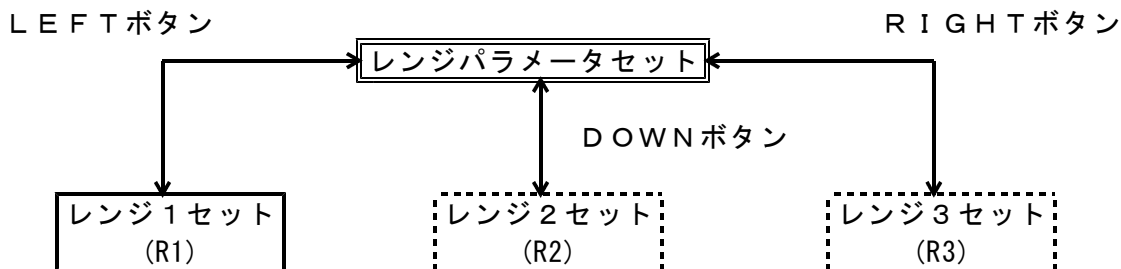 ＬＥＦＴボタン
ＲＩＧＨＴボタン
レンジパラメータセット
ＤＯＷＮボタン
レンジ１セット
(R1)
レンジ２セット
(R2)
レンジ３セット
(R3)